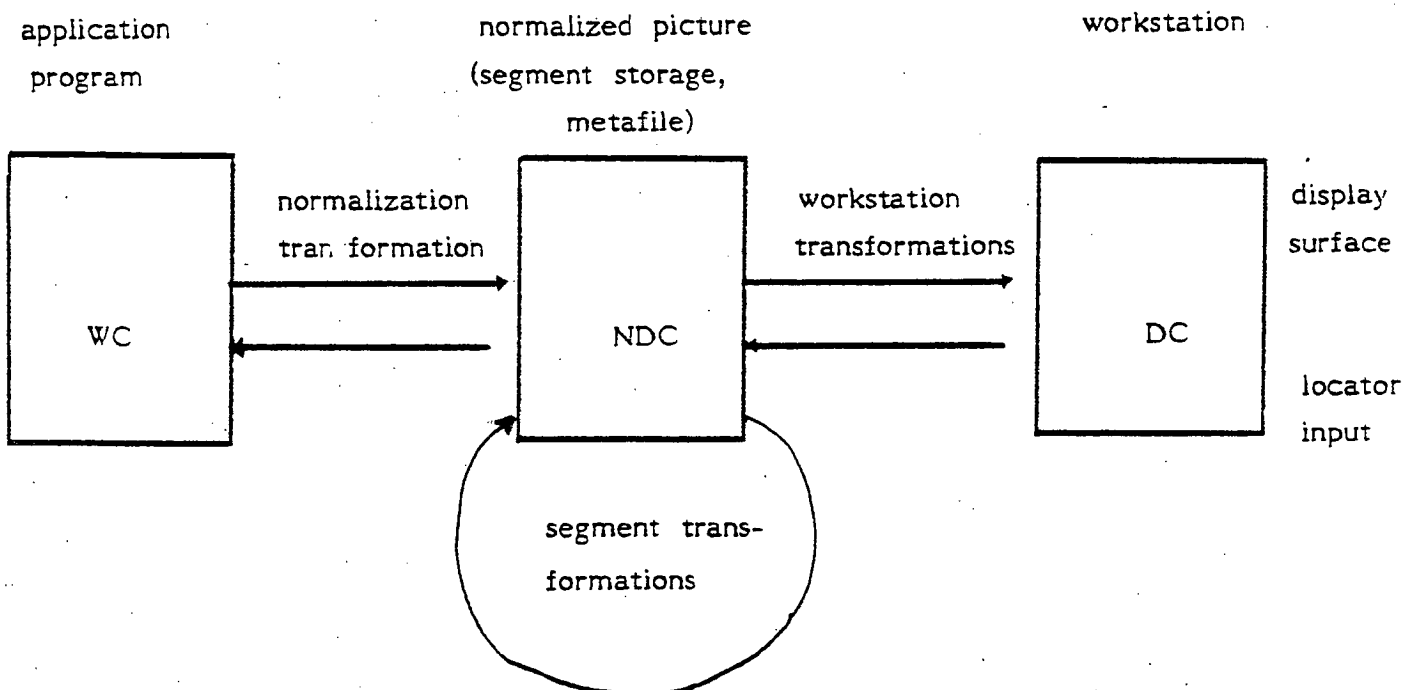 application
program
normalized picture
(segment storage,
metafile)
workstation
normalization
tran formation
workstation
transformations
display
surface
WC
NDC
DC
locator
input
segment trans-
formations